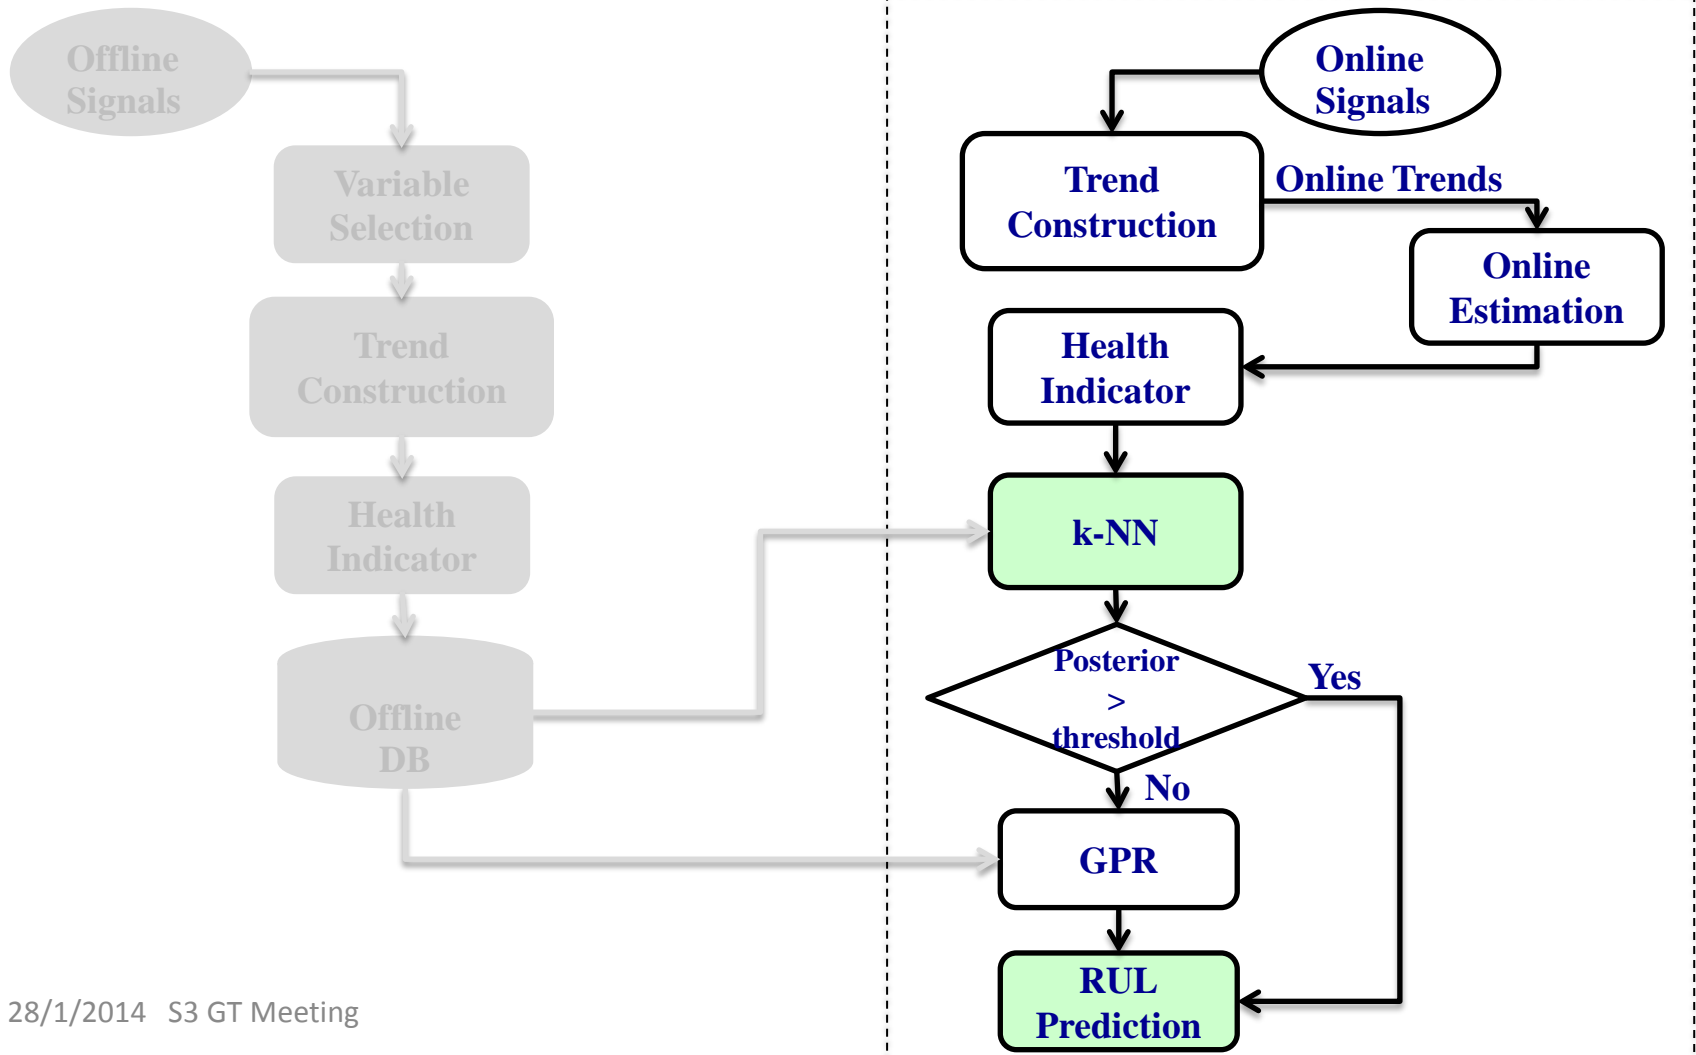 Offline
Signals
Variable
Selection
Trend
Construction
Health
Indicator
Offline
DB
Online
Signals
Trend
Construction
Online Trends
Online
Estimation
Health
Indicator
k-NN
Posterior
>
threshold
Yes
No
GPR
RUL
Prediction
28/1/2014 S3 GT Meeting